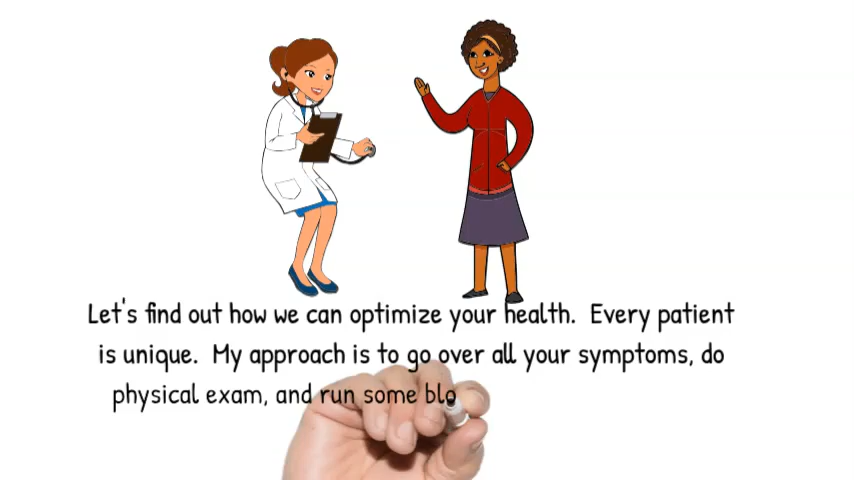 Let's find out how we can optimize your health. Every patient
is unique. My approach is to go over all your symptoms, do
physical exam, and run some blo